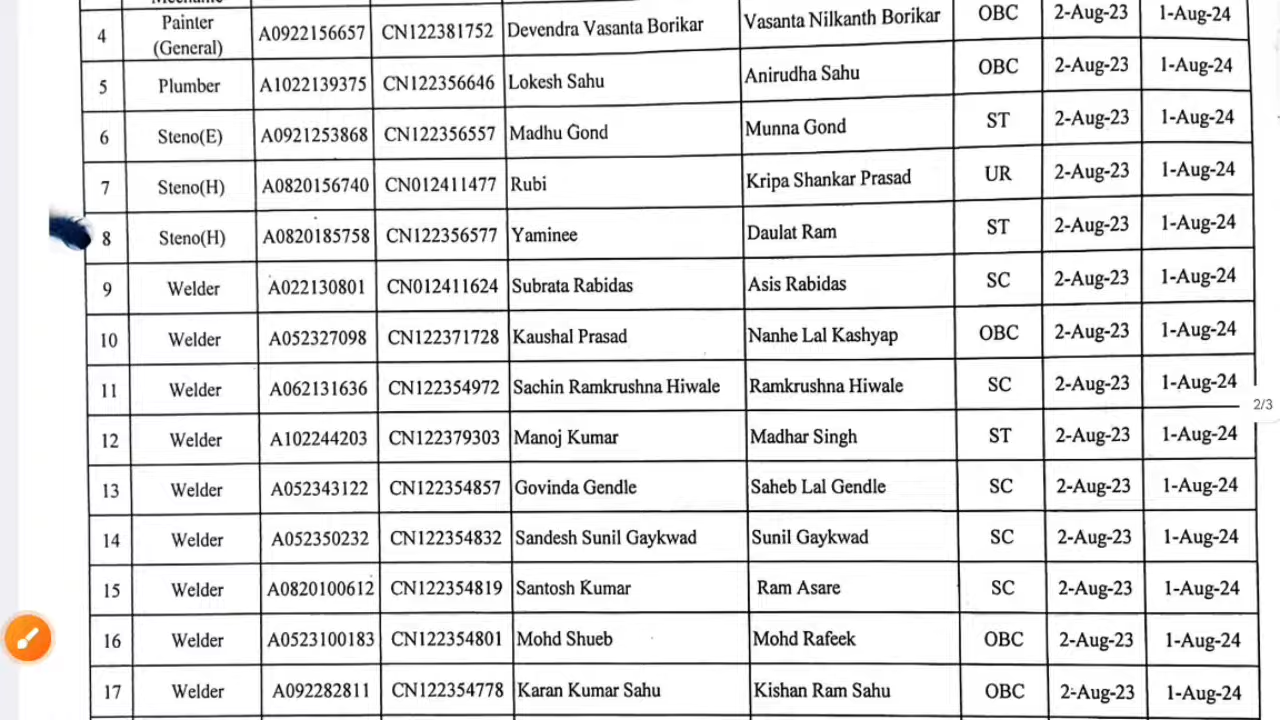 4 Painter (General) A0922156657 CN122381752 Devendra Vasanta Borikar Vasanta Nilkanth Borikar OBC 2-Aug-23 1-Aug-24
5 Plumber A1022139375 CN122356646 Lokesh Sahu Anirudha Sahu OBC 2-Aug-23 1-Aug-24
6 Steno(E) A0921253868 CN122356557 Madhu Gond Munna Gond ST 2-Aug-23 1-Aug-24
7 Steno(H) A0820156740 CN012411477 Rubi Kripa Shankar Prasad UR 2-Aug-23 1-Aug-24
8 Steno(H) A0820185758 CN122356577 Yaminee Daulat Ram ST 2-Aug-23 1-Aug-24
9 Welder A022130801 CN012411624 Subrata Rabidas Asis Rabidas SC 2-Aug-23 1-Aug-24
10 Welder A052327098 CN122371728 Kaushal Prasad Nanhe Lal Kashyap OBC 2-Aug-23 1-Aug-24
11 Welder A062131636 CN122354972 Sachin Ramkrushna Hiwale Ramkrushna Hiwale SC 2-Aug-23 1-Aug-24
2/3
12 Welder A102244203 CN122379303 Manoj Kumar Madhar Singh ST 2-Aug-23 1-Aug-24
13 Welder A052343122 CN122354857 Govinda Gendle Saheb Lal Gendle SC 2-Aug-23 1-Aug-24
14 Welder A052350232 CN122354832 Sandesh Sunil Gaykwad Sunil Gaykwad SC 2-Aug-23 1-Aug-24
15 Welder A0820100612 CN122354819 Santosh Kumar Ram Asare SC 2-Aug-23 1-Aug-24
16 Welder A0523100183 CN122354801 Mohd Shueb Mohd Rafeek OBC 2-Aug-23 1-Aug-24
17 Welder A092282811 CN122354778 Karan Kumar Sahu Kishan Ram Sahu OBC 2-Aug-23 1-Aug-24